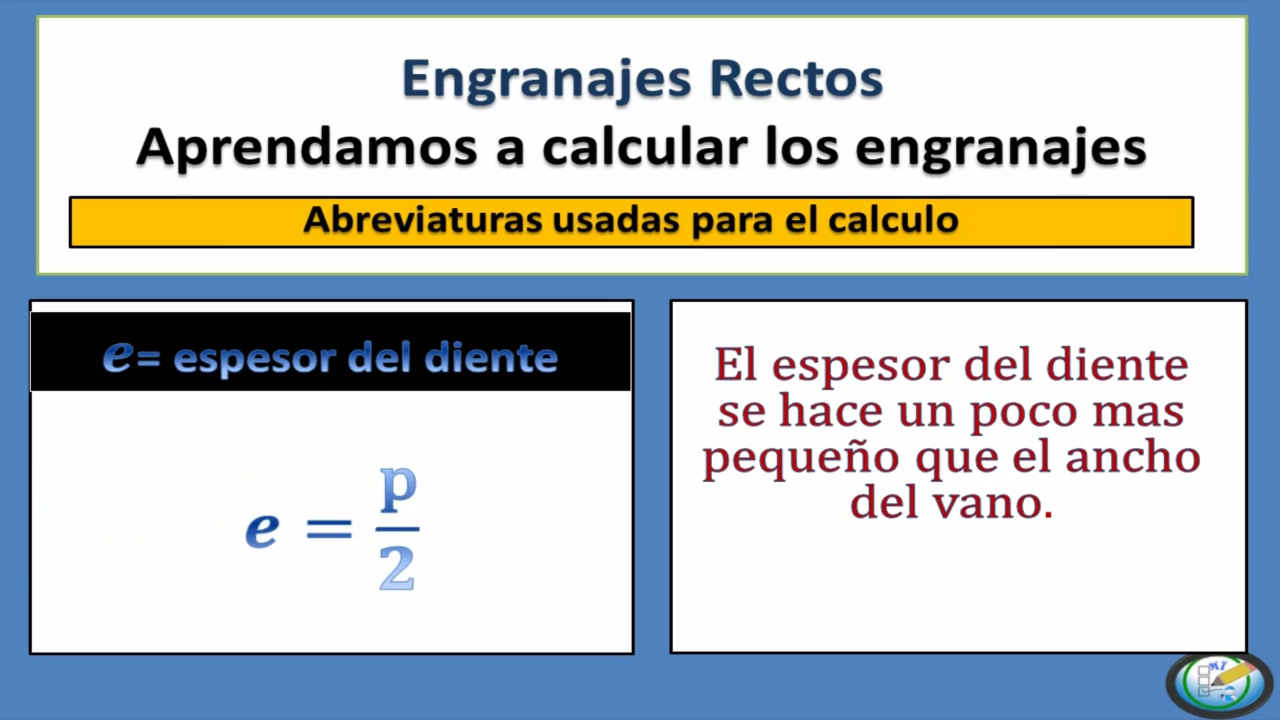 Engranajes Rectos
Aprendamos a calcular los engranajes
Abreviaturas usadas para el calculo
e= espesor del diente
e = p/2
El espesor del diente
se hace un poco mas
pequeño que el ancho
del vano.